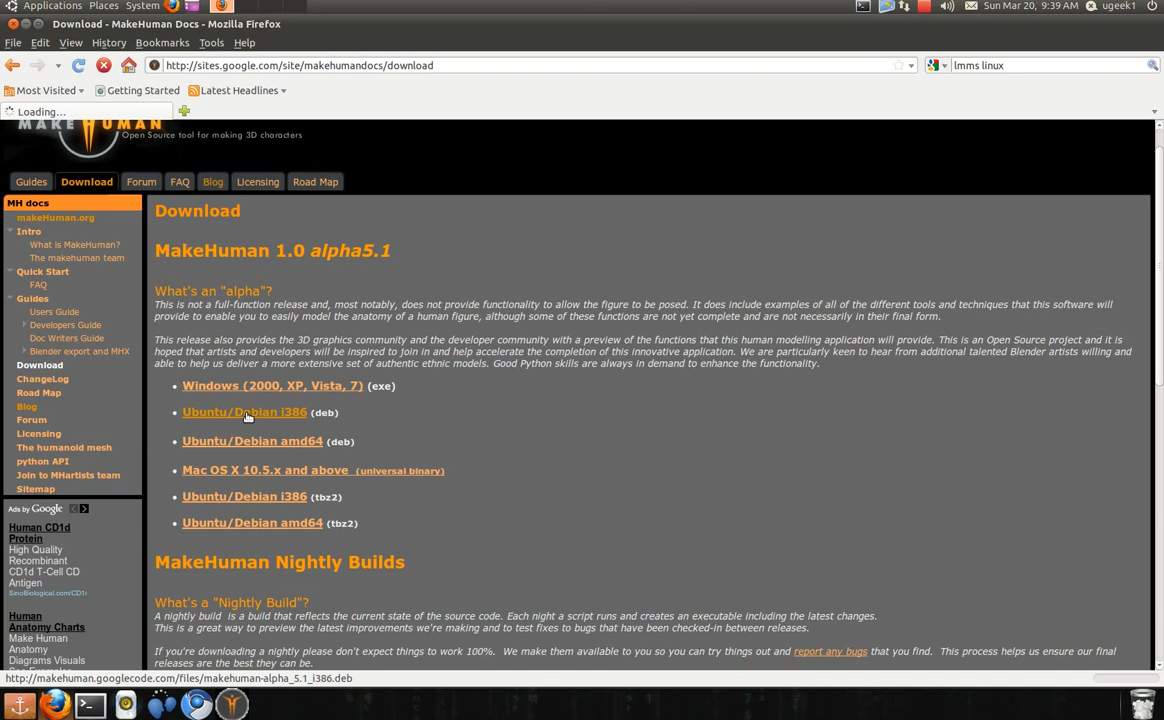 Applications Places System Sun Mar 20, 9:39 AM ugeek1
Download - MakeHuman Docs - Mozilla Firefox
File Edit View History Bookmarks Tools Help
http://sites.google.com/site/makehumandocs/download lmms linux
Most Visited Getting Started Latest Headlines
Loading...
MAKE HUMAN Open Source tool for making 3D characters
Guides Download Forum FAQ Blog Licensing Road Map
MH docs
makeHuman.org
Intro
What is MakeHuman?
The makehuman team
Quick Start
FAQ
Guides
Users Guide
Developers Guide
Doc Writers Guide
Blender export and MHX
Download
ChangeLog
Road Map
Blog
Forum
Licensing
The humanoid mesh
python API
Join to MHartists team
Sitemap
Ads by Google
Human CD1d
Protein
High Quality
Recombinant
CD1d T-Cell CD
Antigen
SinoBiological.com/CD1
Human
Anatomy Charts
Make Human
Anatomy
Diagrams Visuals
Download
MakeHuman 1.0 alpha5.1
What's an "alpha"?
This is not a full-function release and, most notably, does not provide functionality to allow the figure to be posed. It does include examples of all of the different tools and techniques that this software will
provide to enable you to easily model the anatomy of a human figure, although some of these functions are not yet complete and are not necessarily in their final form.
This release also provides the 3D graphics community and the developer community with a preview of the functions that this human modelling application will provide. This is an Open Source project and it is
hoped that artists and developers will be inspired to join in and help accelerate the completion of this innovative application. We are particularly keen to hear from additional talented Blender artists willing and
able to help us deliver a more extensive set of authentic ethnic models. Good Python skills are always in demand to enhance the functionality.
• Windows (2000, XP, Vista, 7) (exe)
• Ubuntu/Debian i386 (deb)
• Ubuntu/Debian amd64 (deb)
• Mac OS X 10.5.x and above (universal binary)
• Ubuntu/Debian i386 (tbz2)
• Ubuntu/Debian amd64 (tbz2)
MakeHuman Nightly Builds
What's a "Nightly Build"?
A nightly build is a build that reflects the current state of the source code. Each night a script runs and creates an executable including the latest changes.
This is a great way to preview the latest improvements we're making and to test fixes to bugs that have been checked-in between releases.
If you're downloading a nightly please don't expect things to work 100%. We make them available to you so you can try things out and report any bugs that you find. This process helps us ensure our final
releases are the best they can be.
http://makehuman.googlecode.com/files/makehuman-alpha_5.1_i386.deb